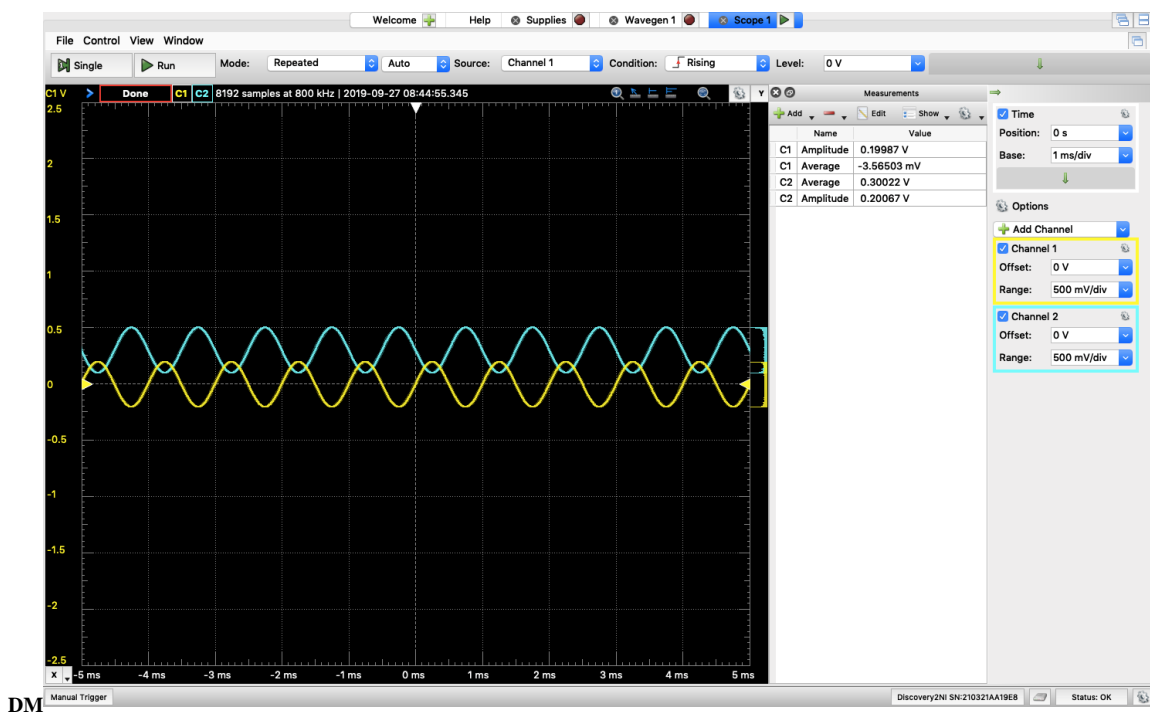 Welcome Help Supplies Wavegen 1 Scope 1
File Control View Window
Single Run Mode: Repeated Auto Source: Channel 1 Condition: Rising Level: 0 V
C1 V Done C1 C2 8192 samples at 800 kHz | 2019-09-27 08:44:55.345 Y
2.5
2
1.5
1
0.5
0
-0.5
-1
-1.5
-2
-2.5
X -5 ms -4 ms -3 ms -2 ms -1 ms 0 ms 1 ms 2 ms 3 ms 4 ms 5 ms
Measurements
Add Edit Show
Name Value
C1 Amplitude 0.19987 V
C1 Average -3.56503 mV
C2 Average 0.30022 V
C2 Amplitude 0.20067 V
Time
Position: 0 s
Base: 1 ms/div
Options
Add Channel
Channel 1
Offset: 0 V
Range: 500 mV/div
Channel 2
Offset: 0 V
Range: 500 mV/div
Manual Trigger Discovery2NI SN:210321AA19E8 Status: OK
DM